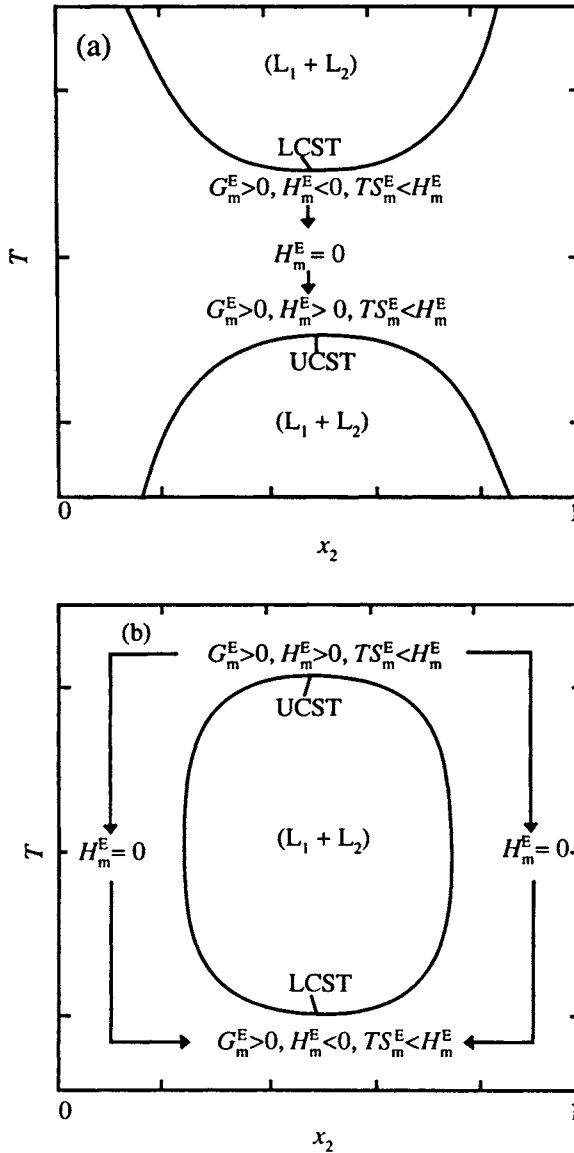 (a)
(L₁ + L₂)
LCST
Gᴱₘ>0, Hᴱₘ<0, TSᴱₘ<Hᴱₘ
T
Hᴱₘ = 0
Gᴱₘ>0, Hᴱₘ> 0, TSᴱₘ<Hᴱₘ
UCST
(L₁ + L₂)
0
1
x₂
(b)
Gᴱₘ>0, Hᴱₘ>0, TSᴱₘ<Hᴱₘ
UCST
T
Hᴱₘ= 0
(L₁ + L₂)
Hᴱₘ= 0
LCST
Gᴱₘ>0, Hᴱₘ<0, TSᴱₘ<Hᴱₘ
0
1
x₂